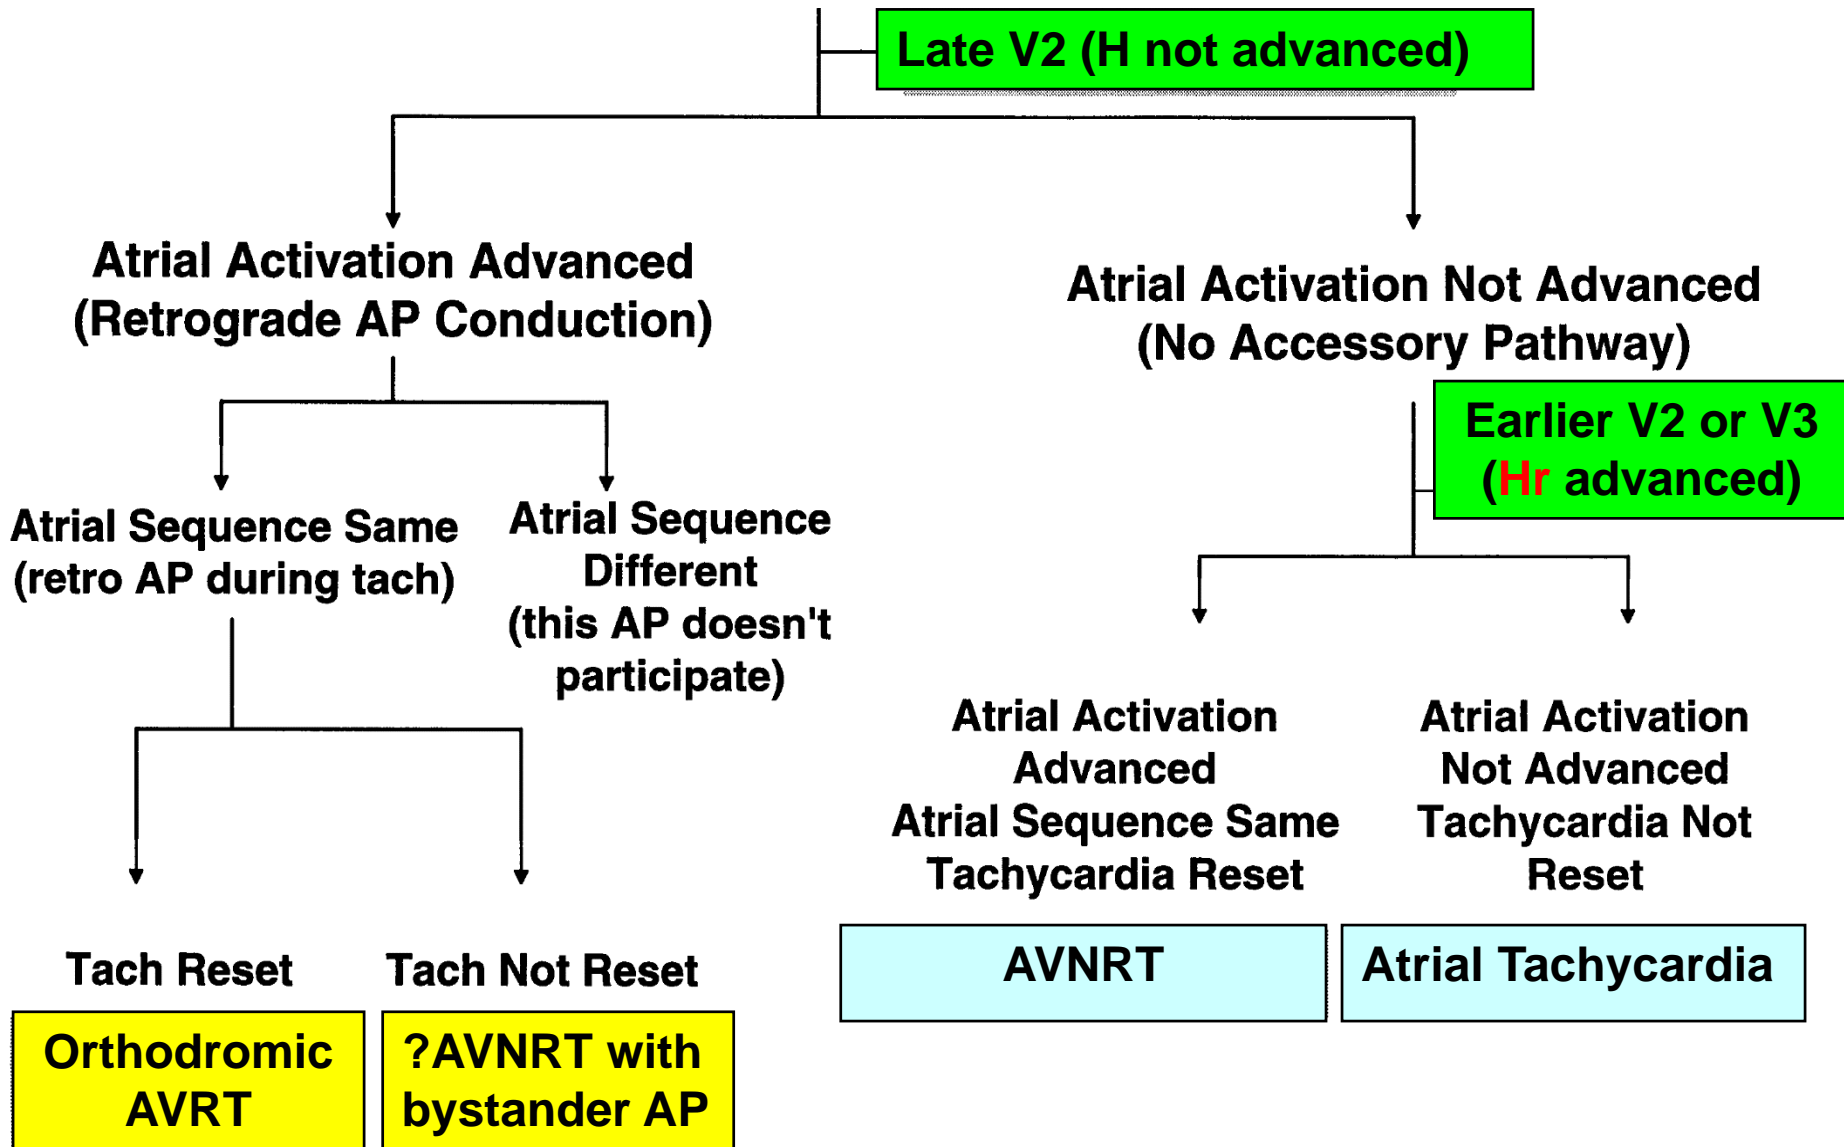 Late V2 (H not advanced)
Atrial Activation Advanced
(Retrograde AP Conduction)
Atrial Activation Not Advanced
(No Accessory Pathway)
Earlier V2 or V3
(Hr advanced)
Atrial Sequence Same
(retro AP during tach)
Atrial Sequence
Different
(this AP doesn't
participate)
Atrial Activation
Advanced
Atrial Sequence Same
Tachycardia Reset
Atrial Activation
Not Advanced
Tachycardia Not
Reset
Tach Reset
Tach Not Reset
AVNRT
Atrial Tachycardia
Orthodromic
AVRT
?AVNRT with
bystander AP